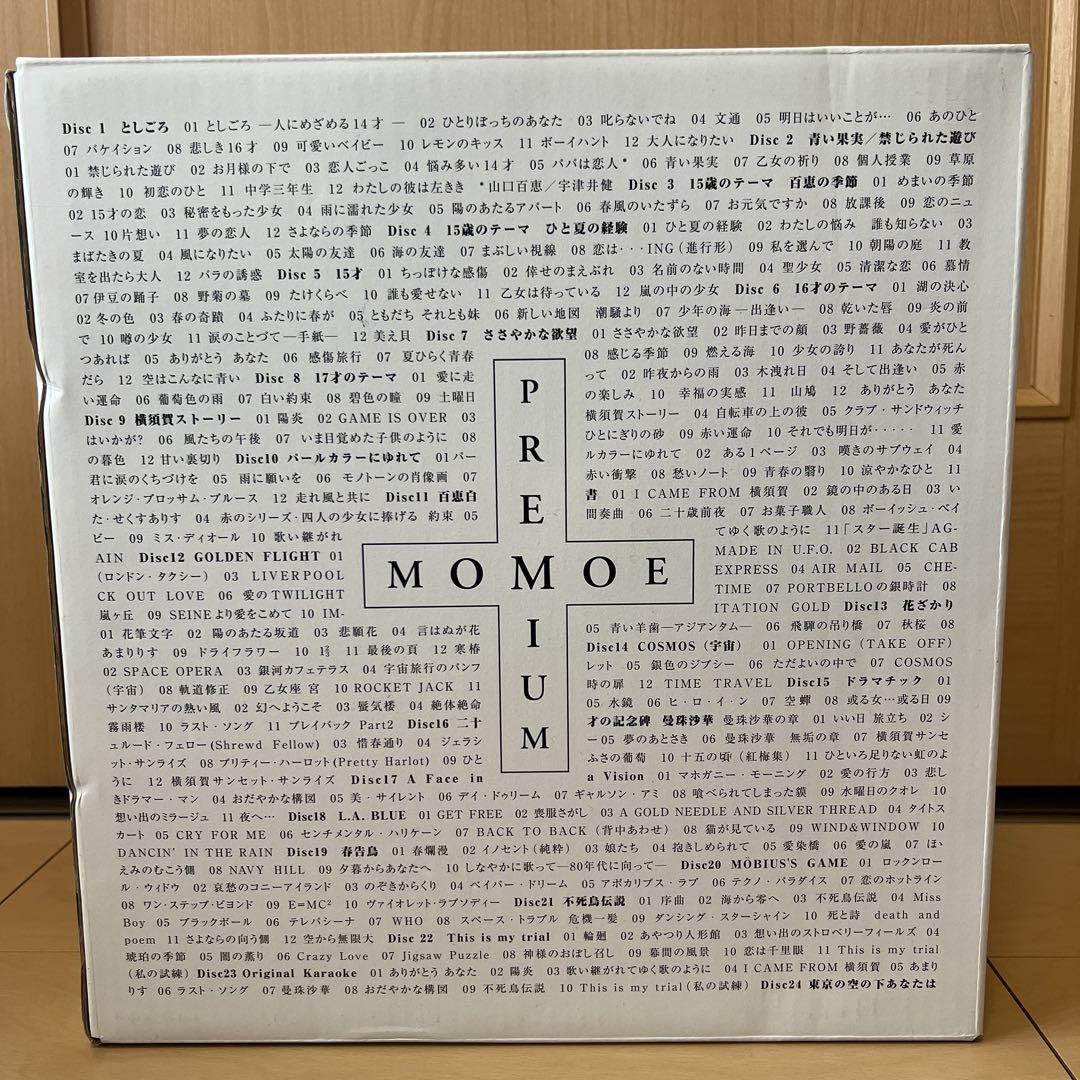 Disc 1 としごろ 01 としごろ ―人にめざめる14才 ― 02 ひとりぼっちのあなた 03 叱らないでね 04 文通 05 明日はいいことが… 06 あのひと
07 バケイション 08 悲しき16才 09 可愛いベイビー 10 レモンのキッス 11 ボーイハント 12 大人になりたい Disc 2 青い果実／禁じられた遊び
01 禁じられた遊び 02 お月様の下で 03 恋人ごっこ 04 悩み多い14才 05 パパは恋人* 06 青い果実 07 乙女の祈り 08 個人授業 09 草原
の輝き 10 初恋のひと 11 中学三年生 12 わたしの彼は左きき *山口百恵／宇津井健 Disc 3 15歳のテーマ 百恵の季節 01 めまいの季節
02 15才の恋 03 秘密をもった少女 04 雨に濡れた少女 05 陽のあたるアパート 06 春風のいたずら 07 お元気ですか 08 放課後 09 恋のニュ
ース 10 片想い 11 夢の恋人 12 さよならの季節 Disc 4 15歳のテーマ ひと夏の経験 01 ひと夏の経験 02 わたしの悩み 誰も知らない 03
まばたきの夏 04 風になりたい 05 太陽の友達 06 海の友達 07 まぶしい視線 08 恋は・・・ING（進行形） 09 私を選んで 10 朝陽の庭 11 教
室を出たら大人 12 バラの誘惑 Disc 5 15才 01 ちっぽけな感傷 02 倖せのまえぶれ 03 名前のない時間 04 聖少女 05 清潔な恋 06 慕情
07 伊豆の踊子 08 野菊の墓 09 たけくらべ 10 誰も愛せない 11 乙女は待っている 12 嵐の中の少女 Disc 6 16才のテーマ 01 湖の決心
02 冬の色 03 春の奇蹟 04 ふたりに春が 05 ともだち それとも妹 06 新しい地図 潮騒より 07 少年の海―出逢い― 08 乾いた唇 09 炎の前
で 10 噂の少女 11 涙のことづて―手紙― 12 美え貝 Disc 7 ささやかな欲望 01 ささやかな欲望 02 昨日までの顔 03 野薔薇 04 愛がひと
つあれば 05 ありがとう あなた 06 感傷旅行 07 夏ひらく青春 08 感じる季節 09 燃える海 10 少女の誇り 11 あなたが死ん
だら 12 空はこんなに青い Disc 8 17才のテーマ 01 愛に走 って 02 昨夜からの雨 03 木洩れ日 04 そして出逢い 05 赤
い運命 06 葡萄色の雨 07 白い約束 08 碧色の瞳 09 土曜日 の楽しみ 10 幸福の実感 11 山鳩 12 ありがとう あなた
Disc 9 横須賀ストーリー 01 陽炎 02 GAME IS OVER 03 横須賀ストーリー 04 自転車の上の彼 05 クラブ・サンドウィッチ
はいかが? 06 風たちの午後 07 いま目覚めた子供のように 08 ひとにぎりの砂 09 赤い運命 10 それでも明日が‥‥‥ 11 愛
の暮色 12 甘い裏切り Disc10 パールカラーにゆれて 01 パー ルカラーにゆれて 02 ある1ページ 03 嘆きのサブウェイ 04
君に涙のくちづけを 05 雨に願いを 06 モノトーンの肖像画 07 赤い衝撃 08 愁いノート 09 青春の翳り 10 涼やかなひと 11
オレンジ・ブロッサム・ブルース 12 走れ風と共に Disc11 百恵白 書 01 I CAME FROM 横須賀 02 鏡の中のある日 03 い
た・せくすありす 04 赤のシリーズ・四人の少女に捧げる 約束 05 間奏曲 06 二十歳前夜 07 お菓子職人 08 ボーイッシュ・ベイ
ビー 09 ミス・ディオール 10 歌い継がれ てゆく歌のように 11「スター誕生」AG-
AIN Disc12 GOLDEN FLIGHT 01 MADE IN U.F.O. 02 BLACK CAB
（ロンドン・タクシー） 03 LIVERPOOL EXPRESS 04 AIR MAIL 05 CHE-
CK OUT LOVE 06 愛のTWILIGHT TIME 07 PORTBELLOの銀時計 08
嵐ヶ丘 09 SEINEより愛をこめて 10 IM- ITATION GOLD Disc13 花ざかり
01 花筆文字 02 陽のあたる坂道 03 悲願花 04 言はぬが花 05 青い羊歯―アジアンタム― 06 飛騨の吊り橋 07 秋桜 08
あまりりす 09 ドライフラワー 10 11 最後の頁 12 寒椿 Disc14 COSMOS（宇宙） 01 OPENING（TAKE OFF）
02 SPACE OPERA 03 銀河カフェテラス 04 宇宙旅行のパンフ レット 05 銀色のジプシー 06 ただよいの中で 07 COSMOS
（宇宙） 08 軌道修正 09 乙女座 宮 10 ROCKET JACK 11 時の扉 12 TIME TRAVEL Disc15 ドラマチック 01
サンタマリアの熱い風 02 幻へようこそ 03 蜃気楼 04 絶体絶命 05 水鏡 06 ヒ・ロ・イ・ン 07 空蟬 08 或る女…或る日 09
霧雨楼 10 ラスト・ソング 11 プレイバック Part2 Disc16 二十 才の記念碑 曼珠沙華 曼珠沙華の章 01 いい日 旅立ち 02 シ
ュルード・フェロー(Shrewd Fellow) 03 惜春通り 04 ジェラシ ー 05 夢のあとさき 06 曼珠沙華 無垢の章 07 横須賀サンセ
ット・サンライズ 08 プリティー・ハーロット(Pretty Harlot) 09 ひと ふさの葡萄 10 十五の頃（紅梅集） 11 ひといろ足りない虹のよ
うに 12 横須賀サンセット・サンライズ Disc17 A Face in a Vision 01 マホガニー・モーニング 02 愛の行方 03 悲し
きドラマー・マン 04 おだやかな構図 05 美・サイレント 06 デイ・ドゥリーム 07 ギャルソン・アミ 08 喰べられてしまった獏 09 水曜日のクオレ 10
想い出のミラージュ 11 夜へ… Disc18 L.A. BLUE 01 GET FREE 02 喪服さがし 03 A GOLD NEEDLE AND SILVER THREAD 04 タイトス
カート 05 CRY FOR ME 06 センチメンタル・ハリケーン 07 BACK TO BACK（背中あわせ） 08 猫が見ている 09 WIND&WINDOW 10
DANCIN' IN THE RAIN Disc19 春告鳥 01 春爛漫 02 イノセント（純粋） 03 娘たち 04 抱きしめられて 05 愛染橋 06 愛の嵐 07 ほ
えみのむこう側 08 NAVY HILL 09 夕暮からあなたへ 10 しなやかに歌って―80年代に向って― Disc20 MÖBIUS'S GAME 01 ロックンロー
ル・ウィドウ 02 哀愁のコニーアイランド 03 のぞきからくり 04 ペイパー・ドリーム 05 アポカリプス・ラブ 06 テクノ・パラダイス 07 恋のホットライン
08 ワン・ステップ・ビヨンド 09 E=MC² 10 ヴァイオレット・ラプソディー Disc21 不死鳥伝説 01 序曲 02 海から零へ 03 不死鳥伝説 04 Miss
Boy 05 ブラックボール 06 テレパシーナ 07 WHO 08 スペース・トラブル 危機一髪 09 ダンシング・スターシャイン 10 死と詩 death and
poem 11 さよならの向う側 12 空から無限大 Disc 22 This is my trial 01 輪廻 02 あやつり人形館 03 想い出のストロベリーフィールズ 04
琥珀の季節 05 闇の薫り 06 Crazy Love 07 Jigsaw Puzzle 08 神様のおぼし召し 09 幕間の風景 10 恋は千里眼 11 This is my trial
（私の試練） Disc23 Original Karaoke 01 ありがとう あなた 02 陽炎 03 歌い継がれてゆく歌のように 04 I CAME FROM 横須賀 05 あまり
りす 06 ラスト・ソング 07 曼珠沙華 08 おだやかな構図 09 不死鳥伝説 10 This is my trial（私の試練） Disc24 東京の空の下あなたは
PREMIUM
MOMOE